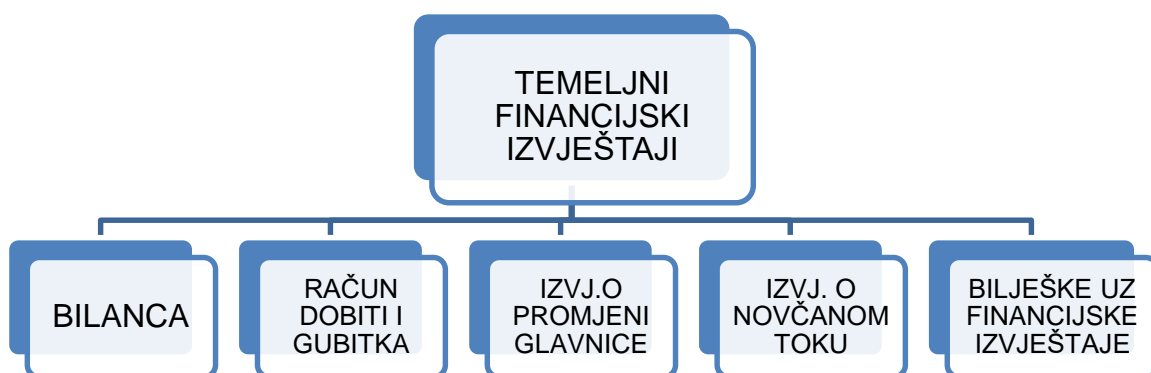 TEMELJNI
FINANCIJSKI
IZVJEŠTAJI
BILANCA
RAČUN
DOBITI I
GUBITKA
IZVJ.O
PROMJENI
GLAVNICE
IZVJ. O
NOVČANOM
TOKU
BILJEŠKE UZ
FINANCIJSKE
IZVJEŠTAJE